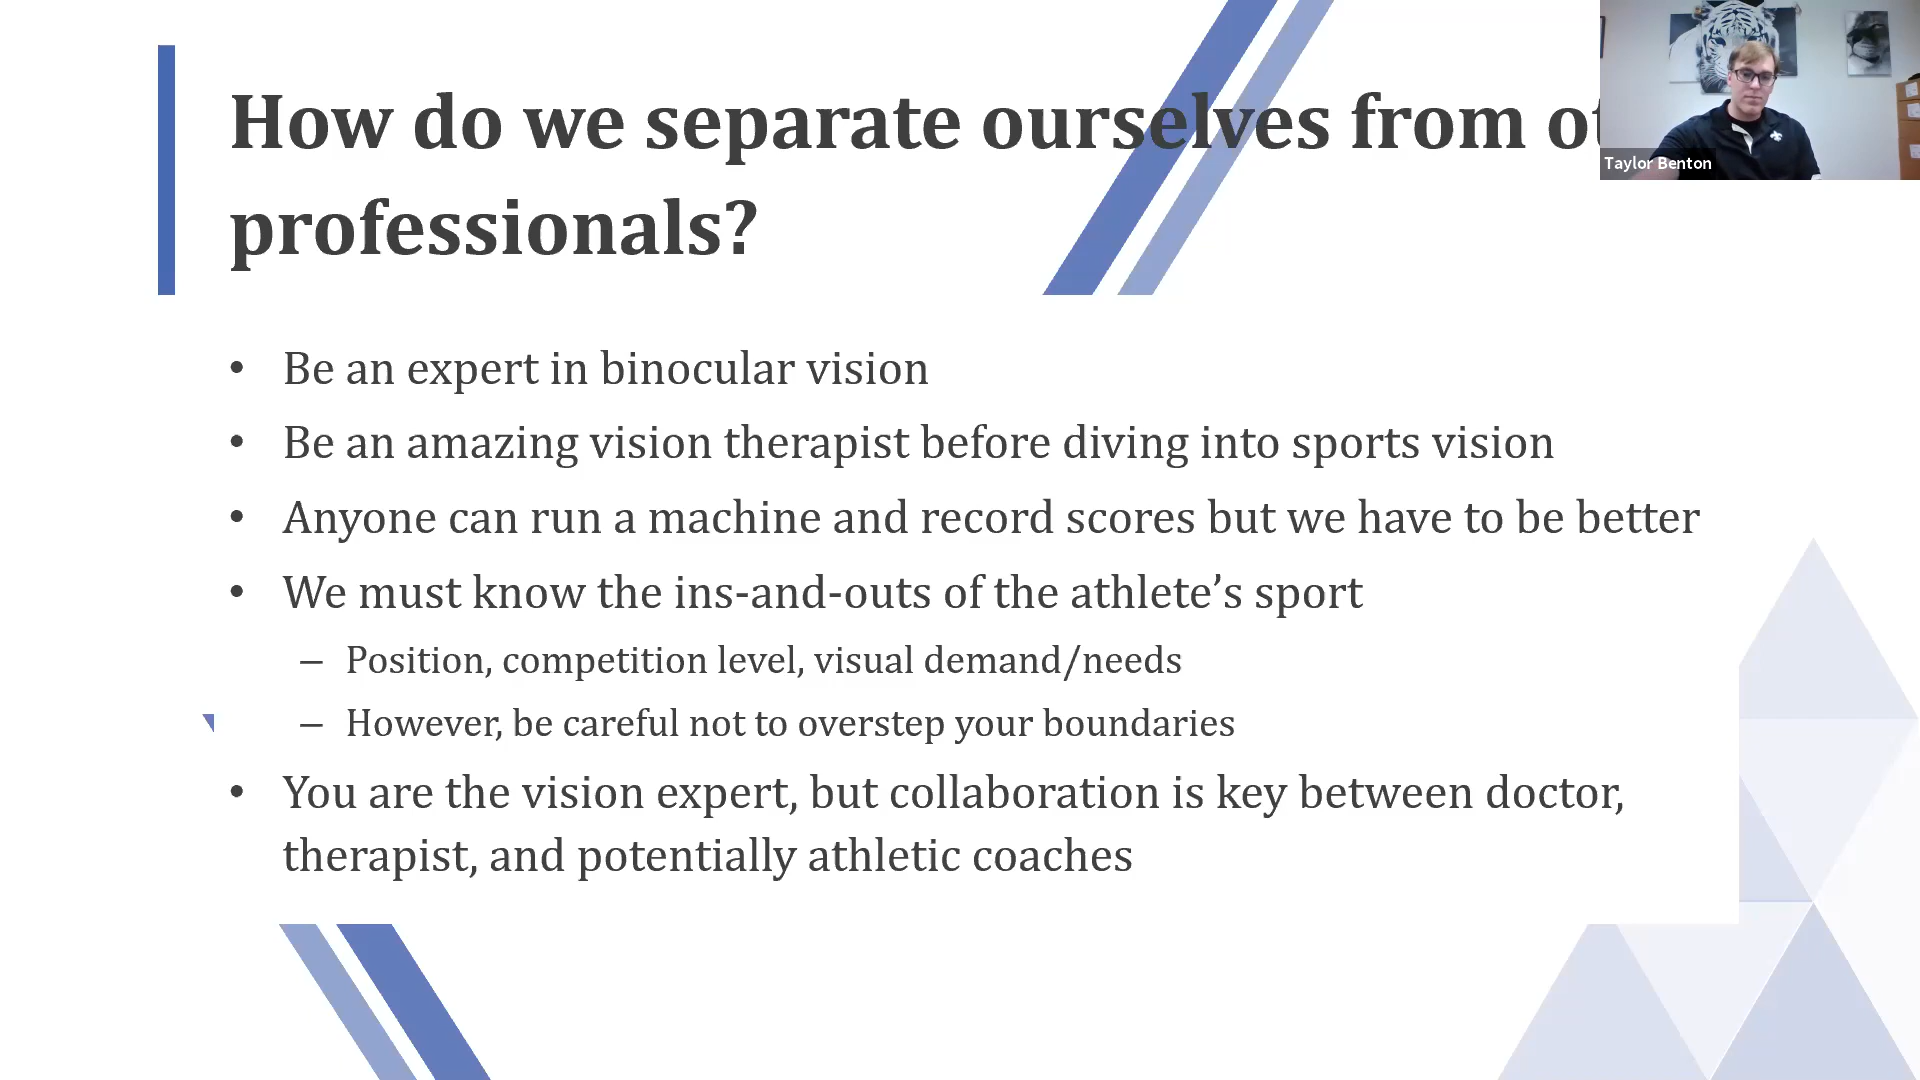 How do we separate ourselves from
professionals?
Taylor Benton
• Be an expert in binocular vision
• Be an amazing vision therapist before diving into sports vision
• Anyone can run a machine and record scores but we have to be better
• We must know the ins-and-outs of the athlete’s sport
– Position, competition level, visual demand/needs
– However, be careful not to overstep your boundaries
• You are the vision expert, but collaboration is key between doctor,
therapist, and potentially athletic coaches